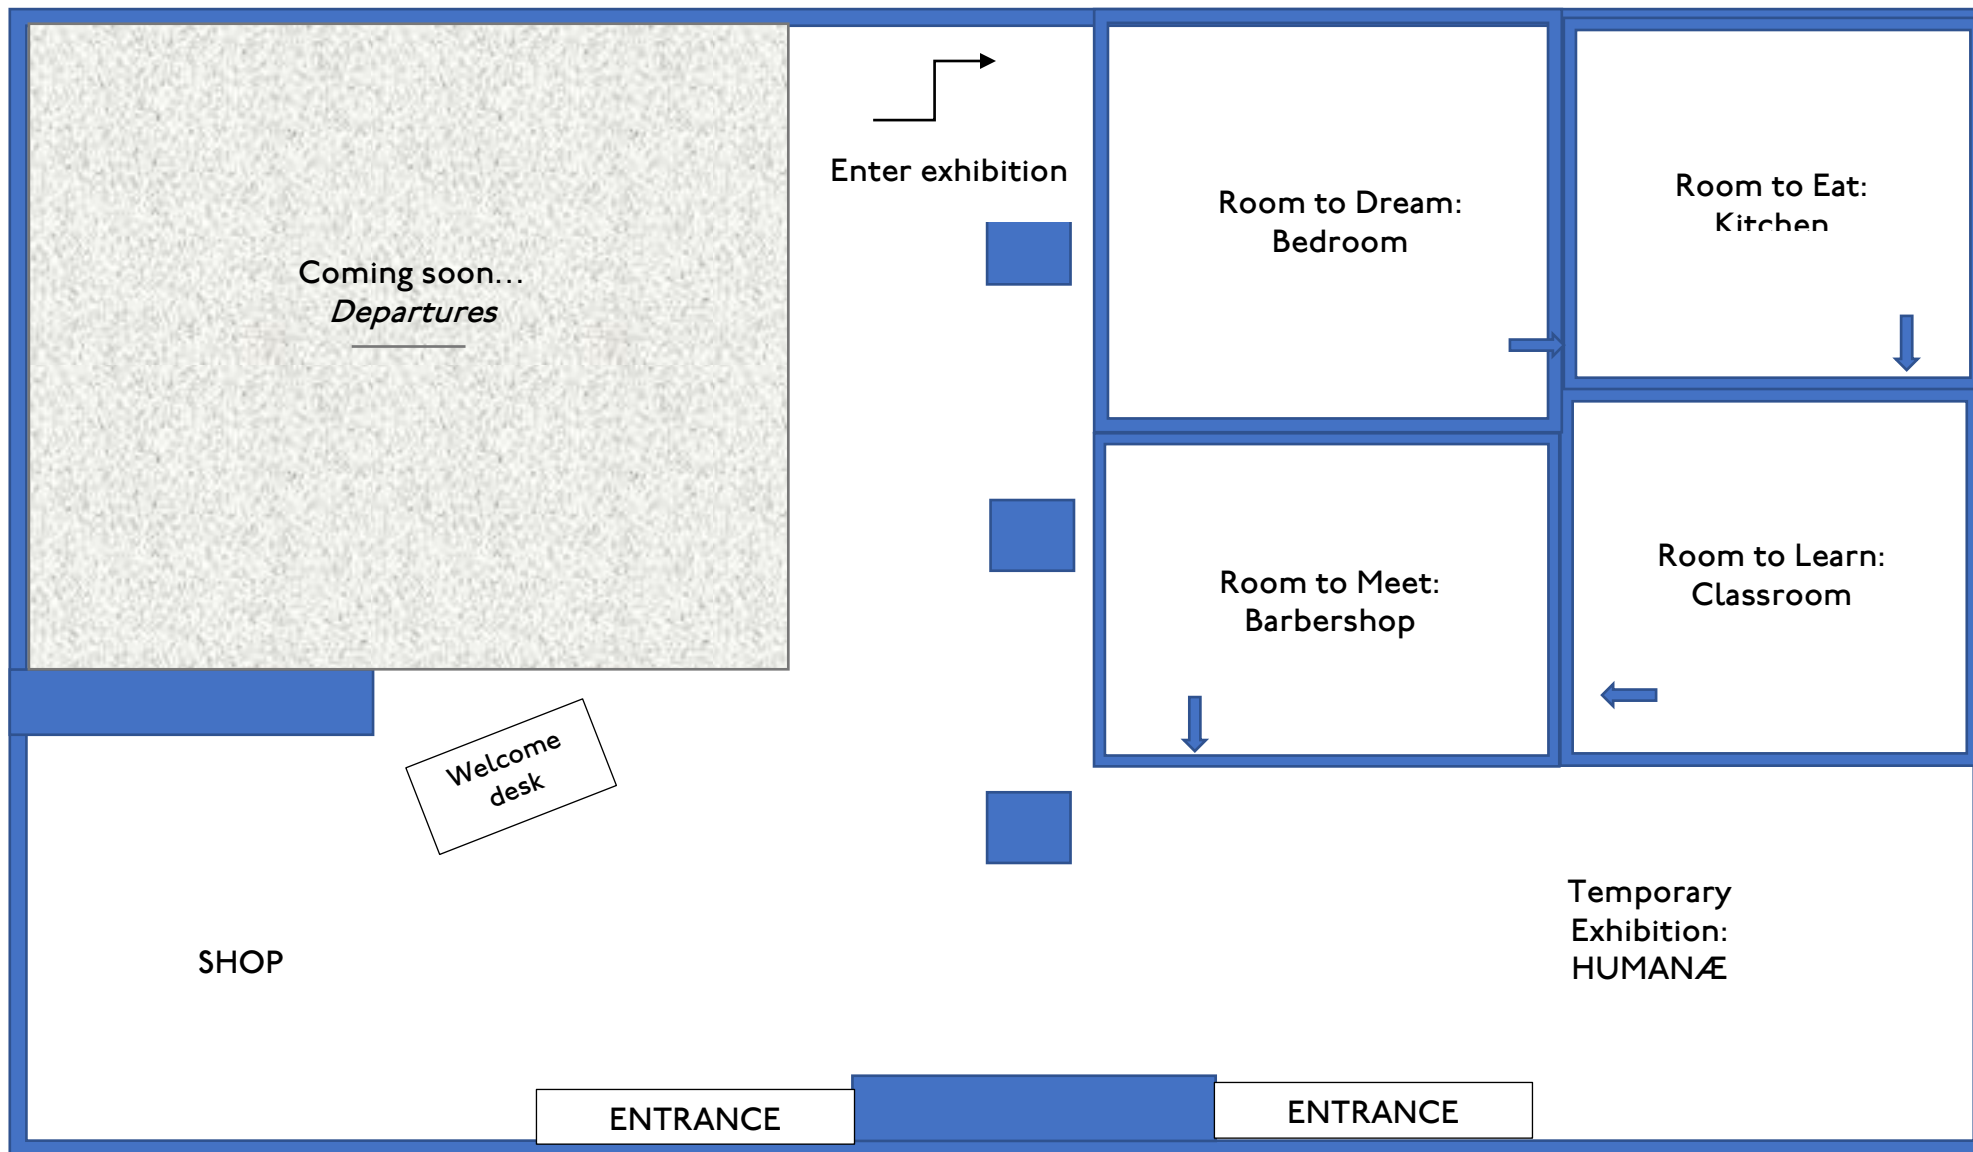 Enter exhibition
Room to Dream:
Bedroom
Room to Eat:
Kitchen
Coming soon...
Departures
Room to Meet:
Barbershop
Room to Learn:
Classroom
Welcome
desk
SHOP
Temporary
Exhibition:
HUMANÆ
ENTRANCE
ENTRANCE